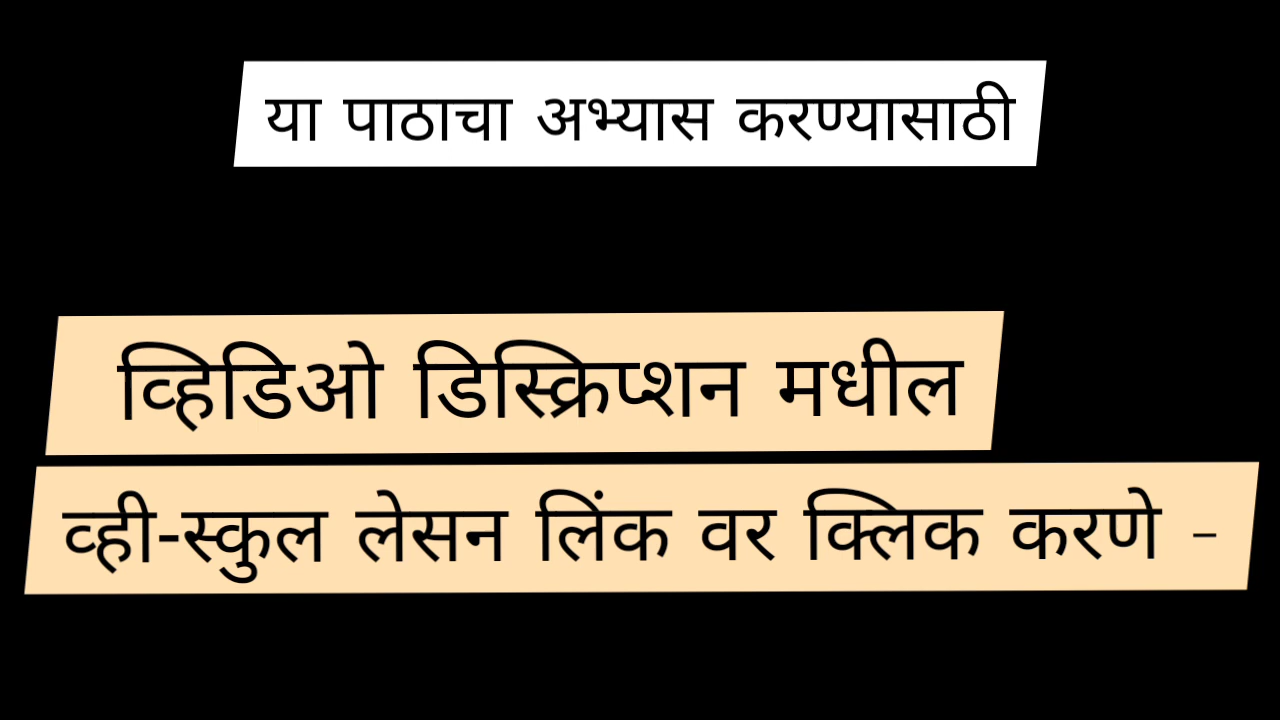 या पाठाचा अभ्यास करण्यासाठी
व्हिडिओ डिस्क्रिप्शन मधील
व्ही-स्कुल लेसन लिंक वर क्लिक करणे –